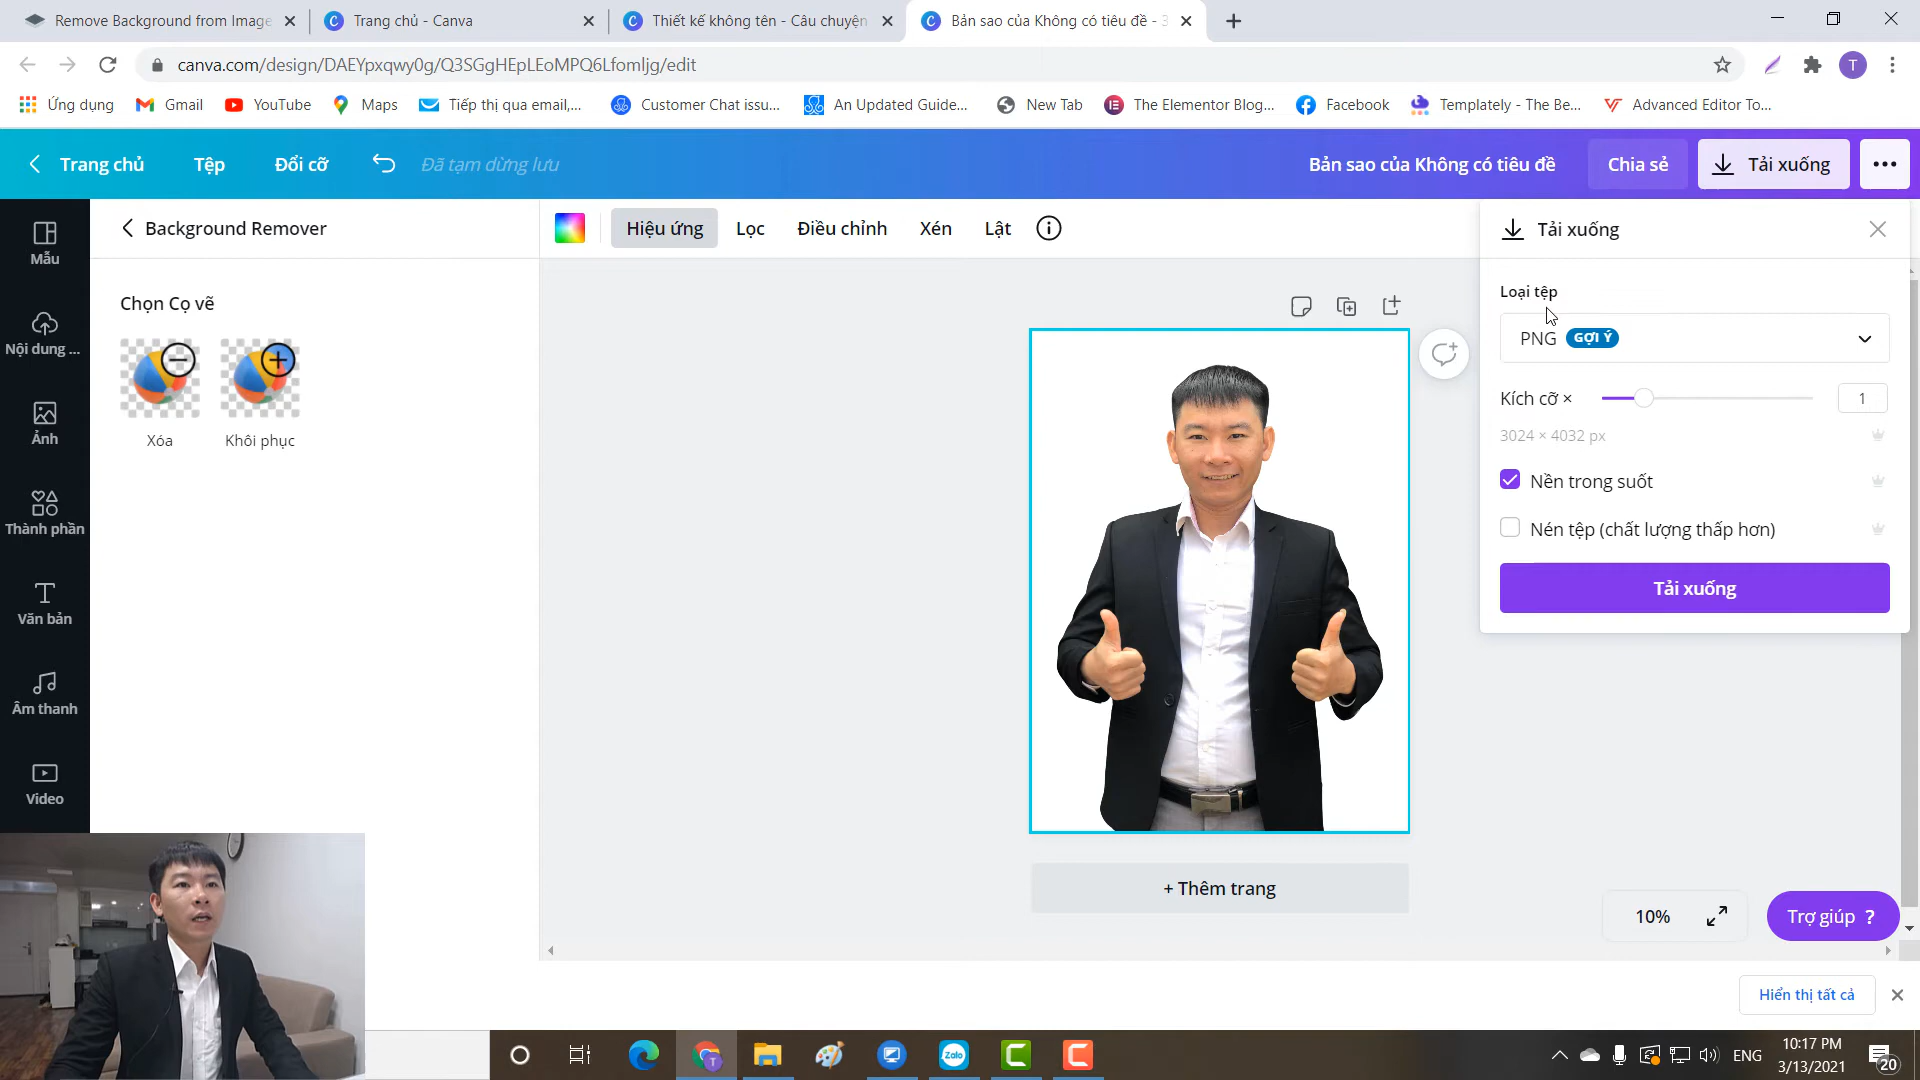 Remove Background from Image
Trang chủ - Canva
Thiết kế không tên - Câu chuyện
Bản sao của Không có tiêu đề - 3
canva.com/design/DAEYpxqwy0g/Q3SGgHEpLEoMPQ6Lfomljg/edit
T
Ứng dụng
Gmail
YouTube
Maps
Tiếp thị qua email,...
Customer Chat issu...
An Updated Guide...
New Tab
The Elementor Blog...
Facebook
Templately - The Be...
Advanced Editor To...
Trang chủ
Tệp
Đổi cỡ
Đã tạm dừng lưu
Bản sao của Không có tiêu đề
Chia sẻ
Tải xuống
Mẫu
Nội dung ...
Ảnh
Thành phần
Văn bản
Âm thanh
Video
Background Remover
Chọn Cọ vẽ
Xóa
Khôi phục
Hiệu ứng
Lọc
Điều chỉnh
Xén
Lật
+ Thêm trang
Tải xuống
Loại tệp
PNG GỢI Ý
Kích cỡ × 1
3024 × 4032 px
Nền trong suốt
Nén tệp (chất lượng thấp hơn)
Tải xuống
10%
Trợ giúp ?
Hiển thị tất cả
Zalo
ENG
10:17 PM
3/13/2021
20